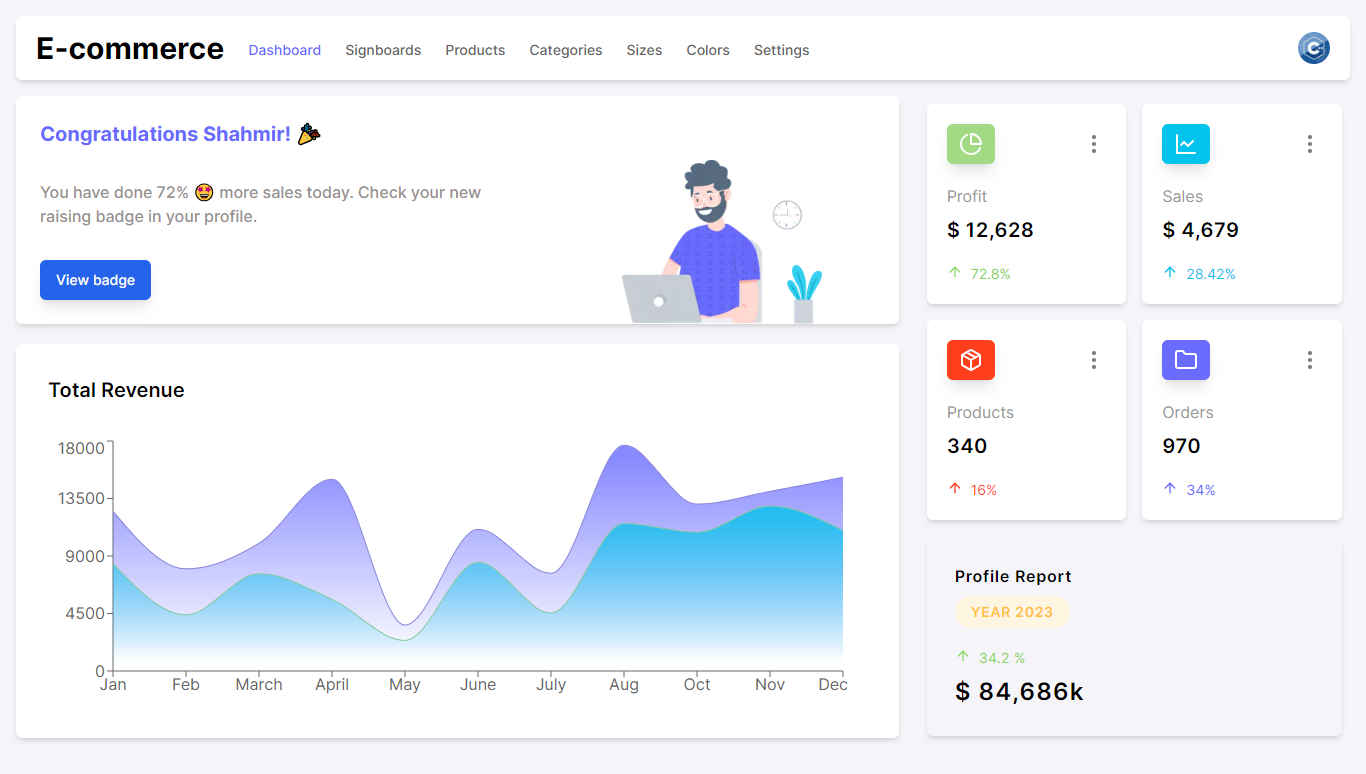 E-commerce Dashboard Signboards Products Categories Sizes Colors Settings
C
Congratulations Shahmir! 🎉
You have done 72% 🤩 more sales today. Check your new
raising badge in your profile.
View badge
Profit
$ 12,628
72.8%
Sales
$ 4,679
28.42%
Products
340
16%
Orders
970
34%
Total Revenue
18000
13500
9000
4500
0
Jan Feb March April May June July Aug Oct Nov Dec
Profile Report
YEAR 2023
34.2 %
$ 84,686k